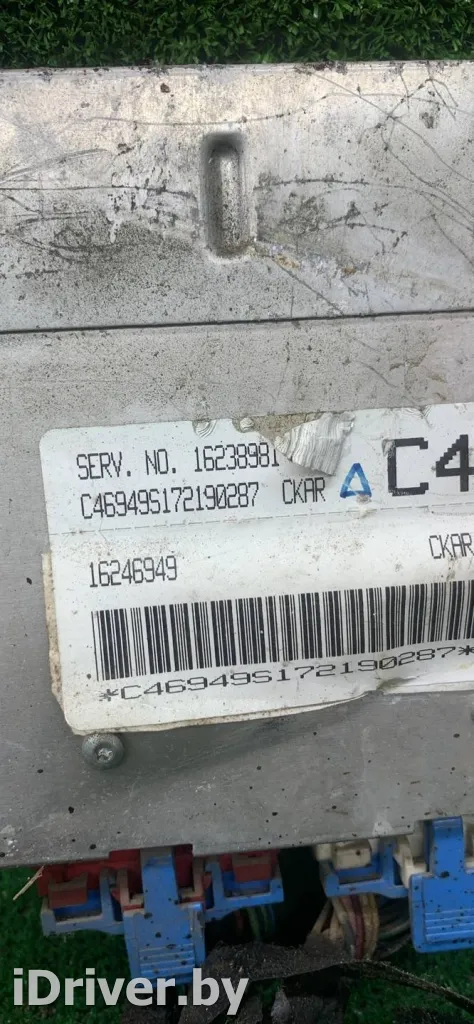 SERV. NO. 16238981
C46949S172190287 CKAR C4
16246949 CKAR
*C46949S172190287*
iDriver.by